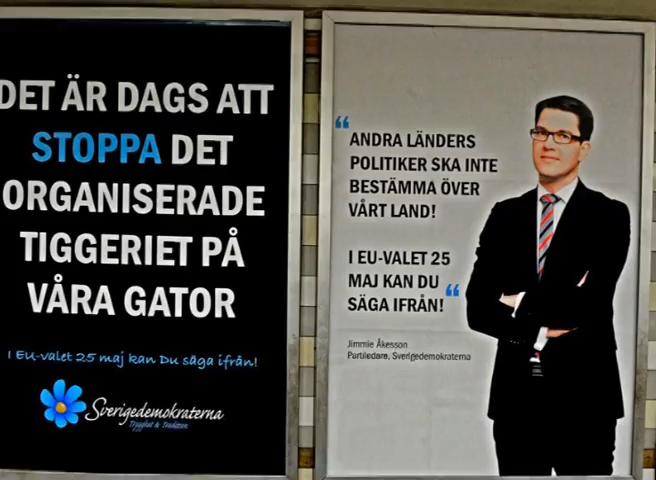 DET ÄR DAGS ATT
STOPPA DET
ORGANISERADE
TIGGERIET PÅ
VÅRA GATOR
I EU-valet 25 maj kan Du säga ifrån!
Sverigedemokraterna
Trygghet & Tradition
"ANDRA LÄNDERS
POLITIKER SKA INTE
BESTÄMMA ÖVER
VÅRT LAND!
I EU-VALET 25
MAJ KAN DU
SÄGA IFRÅN!"
Jimmie Åkesson
Partiledare, Sverigedemokraterna